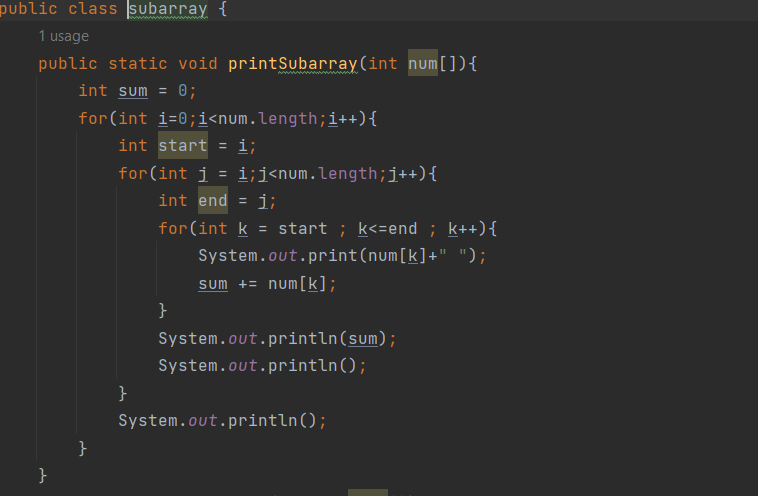 public class subarray {
1 usage
public static void printSubarray(int num[]){
int sum = 0;
for(int i=0;i<num.length;i++){
int start = i;
for(int j = i;j<num.length;j++){
int end = j;
for(int k = start ; k<=end ; k++){
System.out.print(num[k]+" ");
sum += num[k];
}
System.out.println(sum);
System.out.println();
}
System.out.println();
}
}